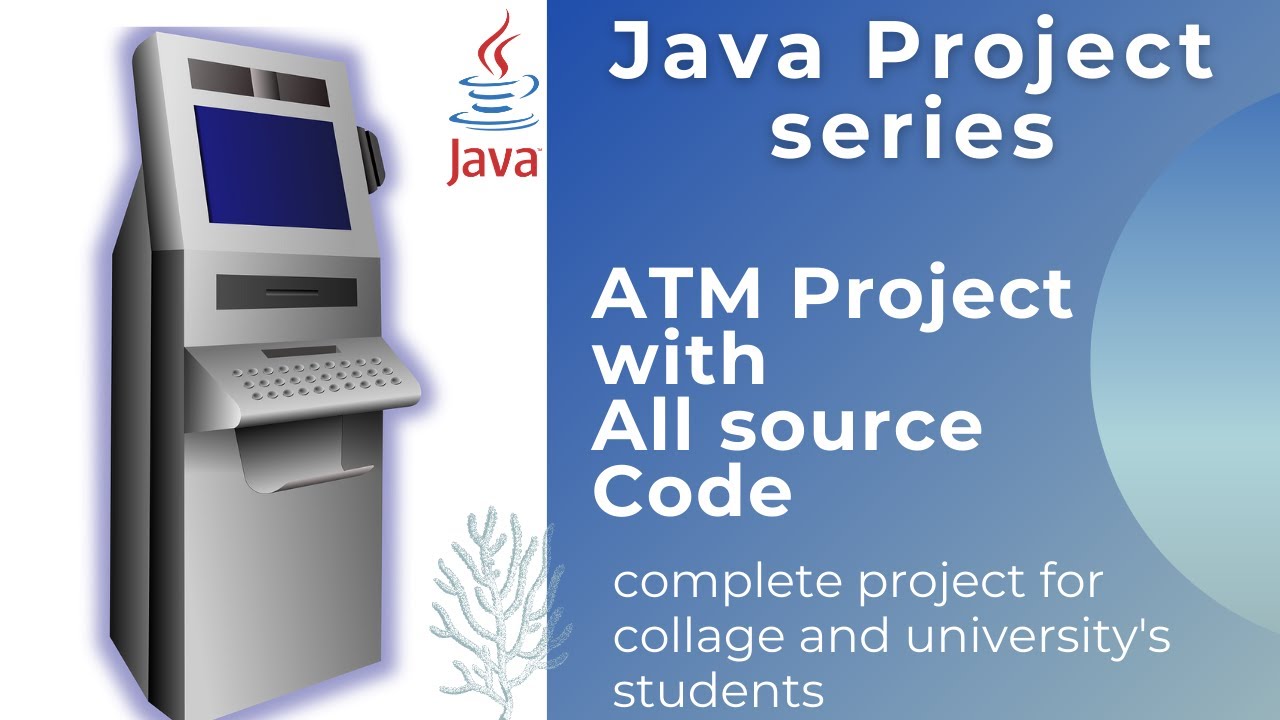 Java
Java Project
series
ATM Project
with
All source
Code
complete project for
collage and university's
students